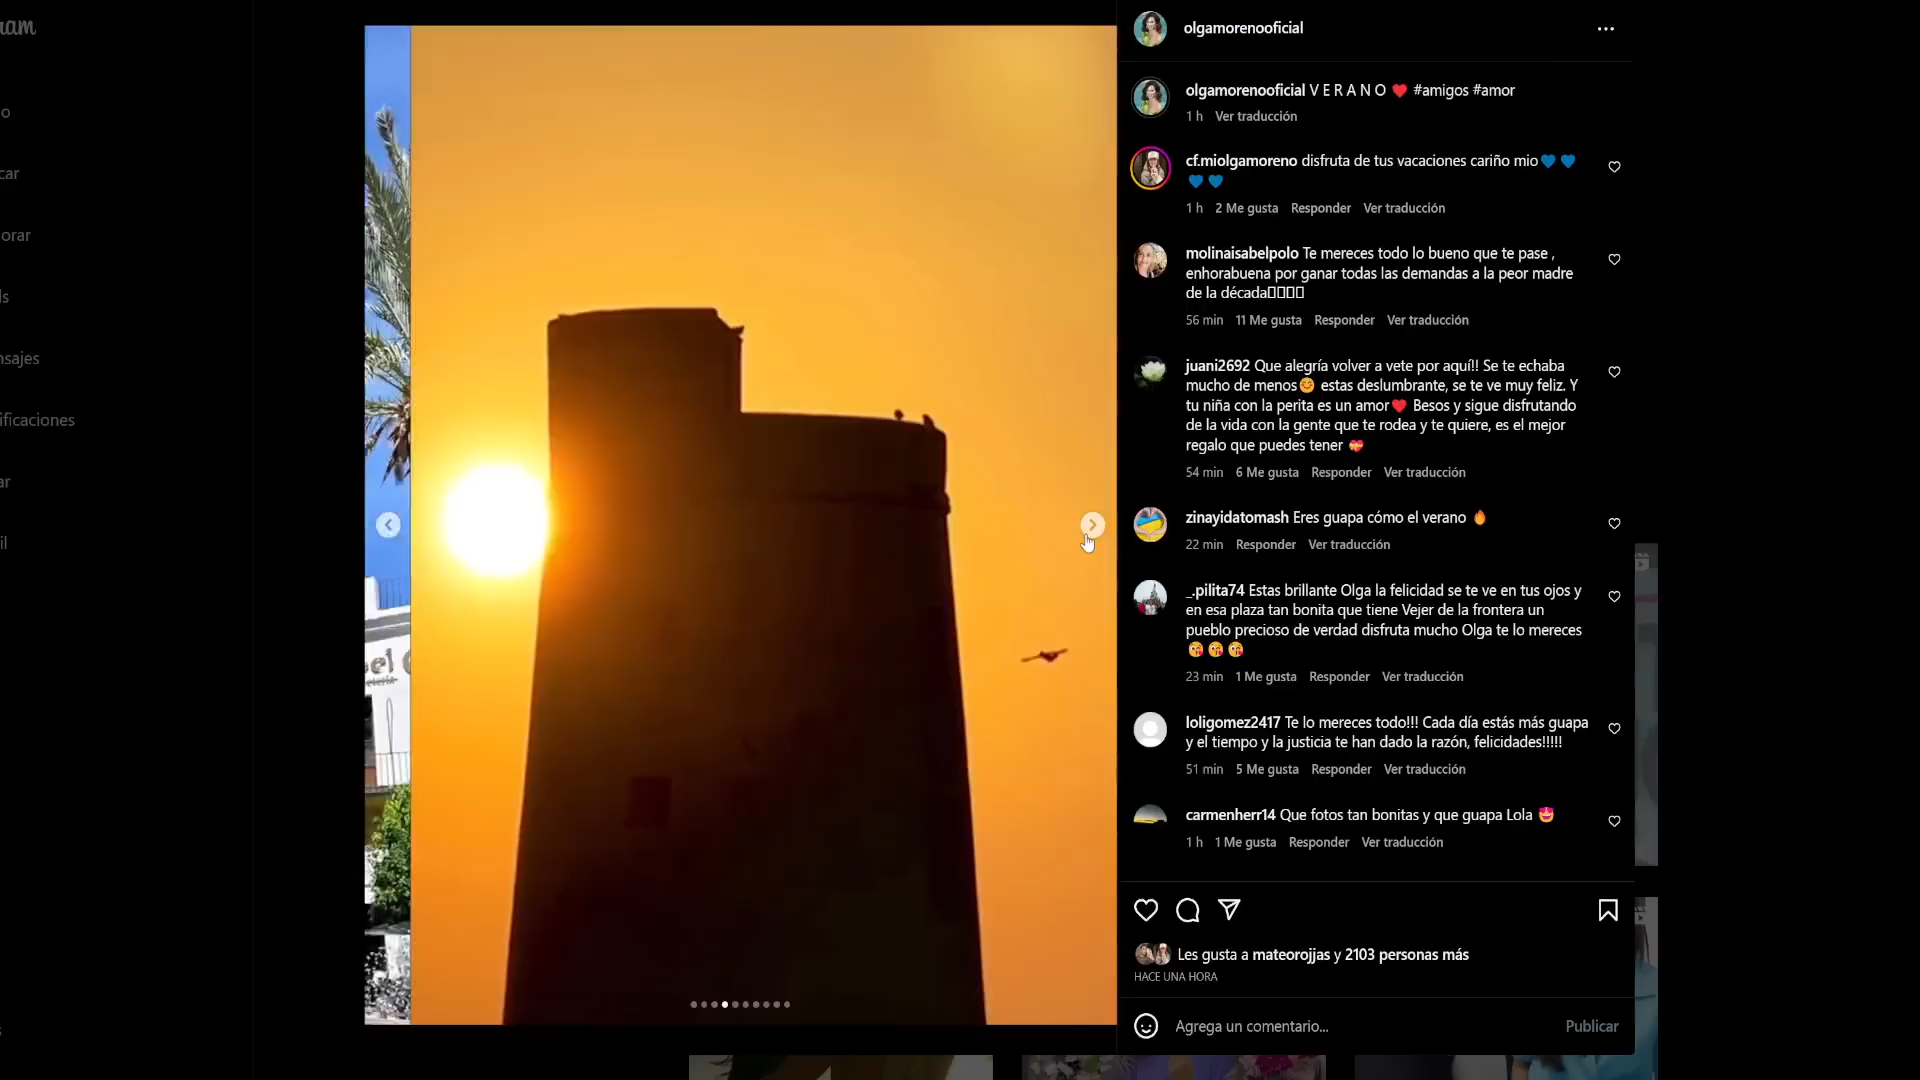 am
o
car
orar
ls
nsajes
ificaciones
ar
il
olgamorenooficial
olgamorenooficial V E R A N O ❤️ #amigos #amor
1 h Ver traducción
cf.miolgamoreno disfruta de tus vacaciones cariño mio💙💙
💙💙
1 h 2 Me gusta Responder Ver traducción
molinaisabelpolo Te mereces todo lo bueno que te pase ,
enhorabuena por ganar todas las demandas a la peor madre
de la década
56 min 11 Me gusta Responder Ver traducción
juani2692 Que alegría volver a vete por aquí!! Se te echaba
mucho de menos😊 estas deslumbrante, se te ve muy feliz. Y
tu niña con la perita es un amor❤️ Besos y sigue disfrutando
de la vida con la gente que te rodea y te quiere, es el mejor
regalo que puedes tener 💝
54 min 6 Me gusta Responder Ver traducción
zinayidatomash Eres guapa cómo el verano 🔥
22 min Responder Ver traducción
_.pilita74 Estas brillante Olga la felicidad se te ve en tus ojos y
en esa plaza tan bonita que tiene Vejer de la frontera un
pueblo precioso de verdad disfruta mucho Olga te lo mereces
😘😘😘
23 min 1 Me gusta Responder Ver traducción
loligomez2417 Te lo mereces todo!!! Cada día estás más guapa
y el tiempo y la justicia te han dado la razón, felicidades!!!!!
51 min 5 Me gusta Responder Ver traducción
carmenherr14 Que fotos tan bonitas y que guapa Lola 🤩
1 h 1 Me gusta Responder Ver traducción
Les gusta a mateorojjas y 2103 personas más
HACE UNA HORA
Agrega un comentario...
Publicar